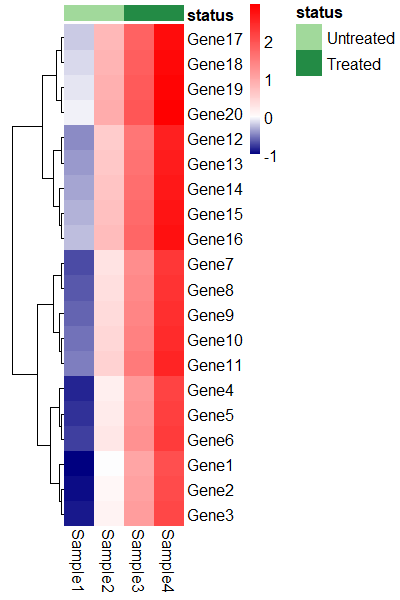 status
status
Untreated
Treated
2
1
0
-1
Gene17
Gene18
Gene19
Gene20
Gene12
Gene13
Gene14
Gene15
Gene16
Gene7
Gene8
Gene9
Gene10
Gene11
Gene4
Gene5
Gene6
Gene1
Gene2
Gene3
Sample1
Sample2
Sample3
Sample4